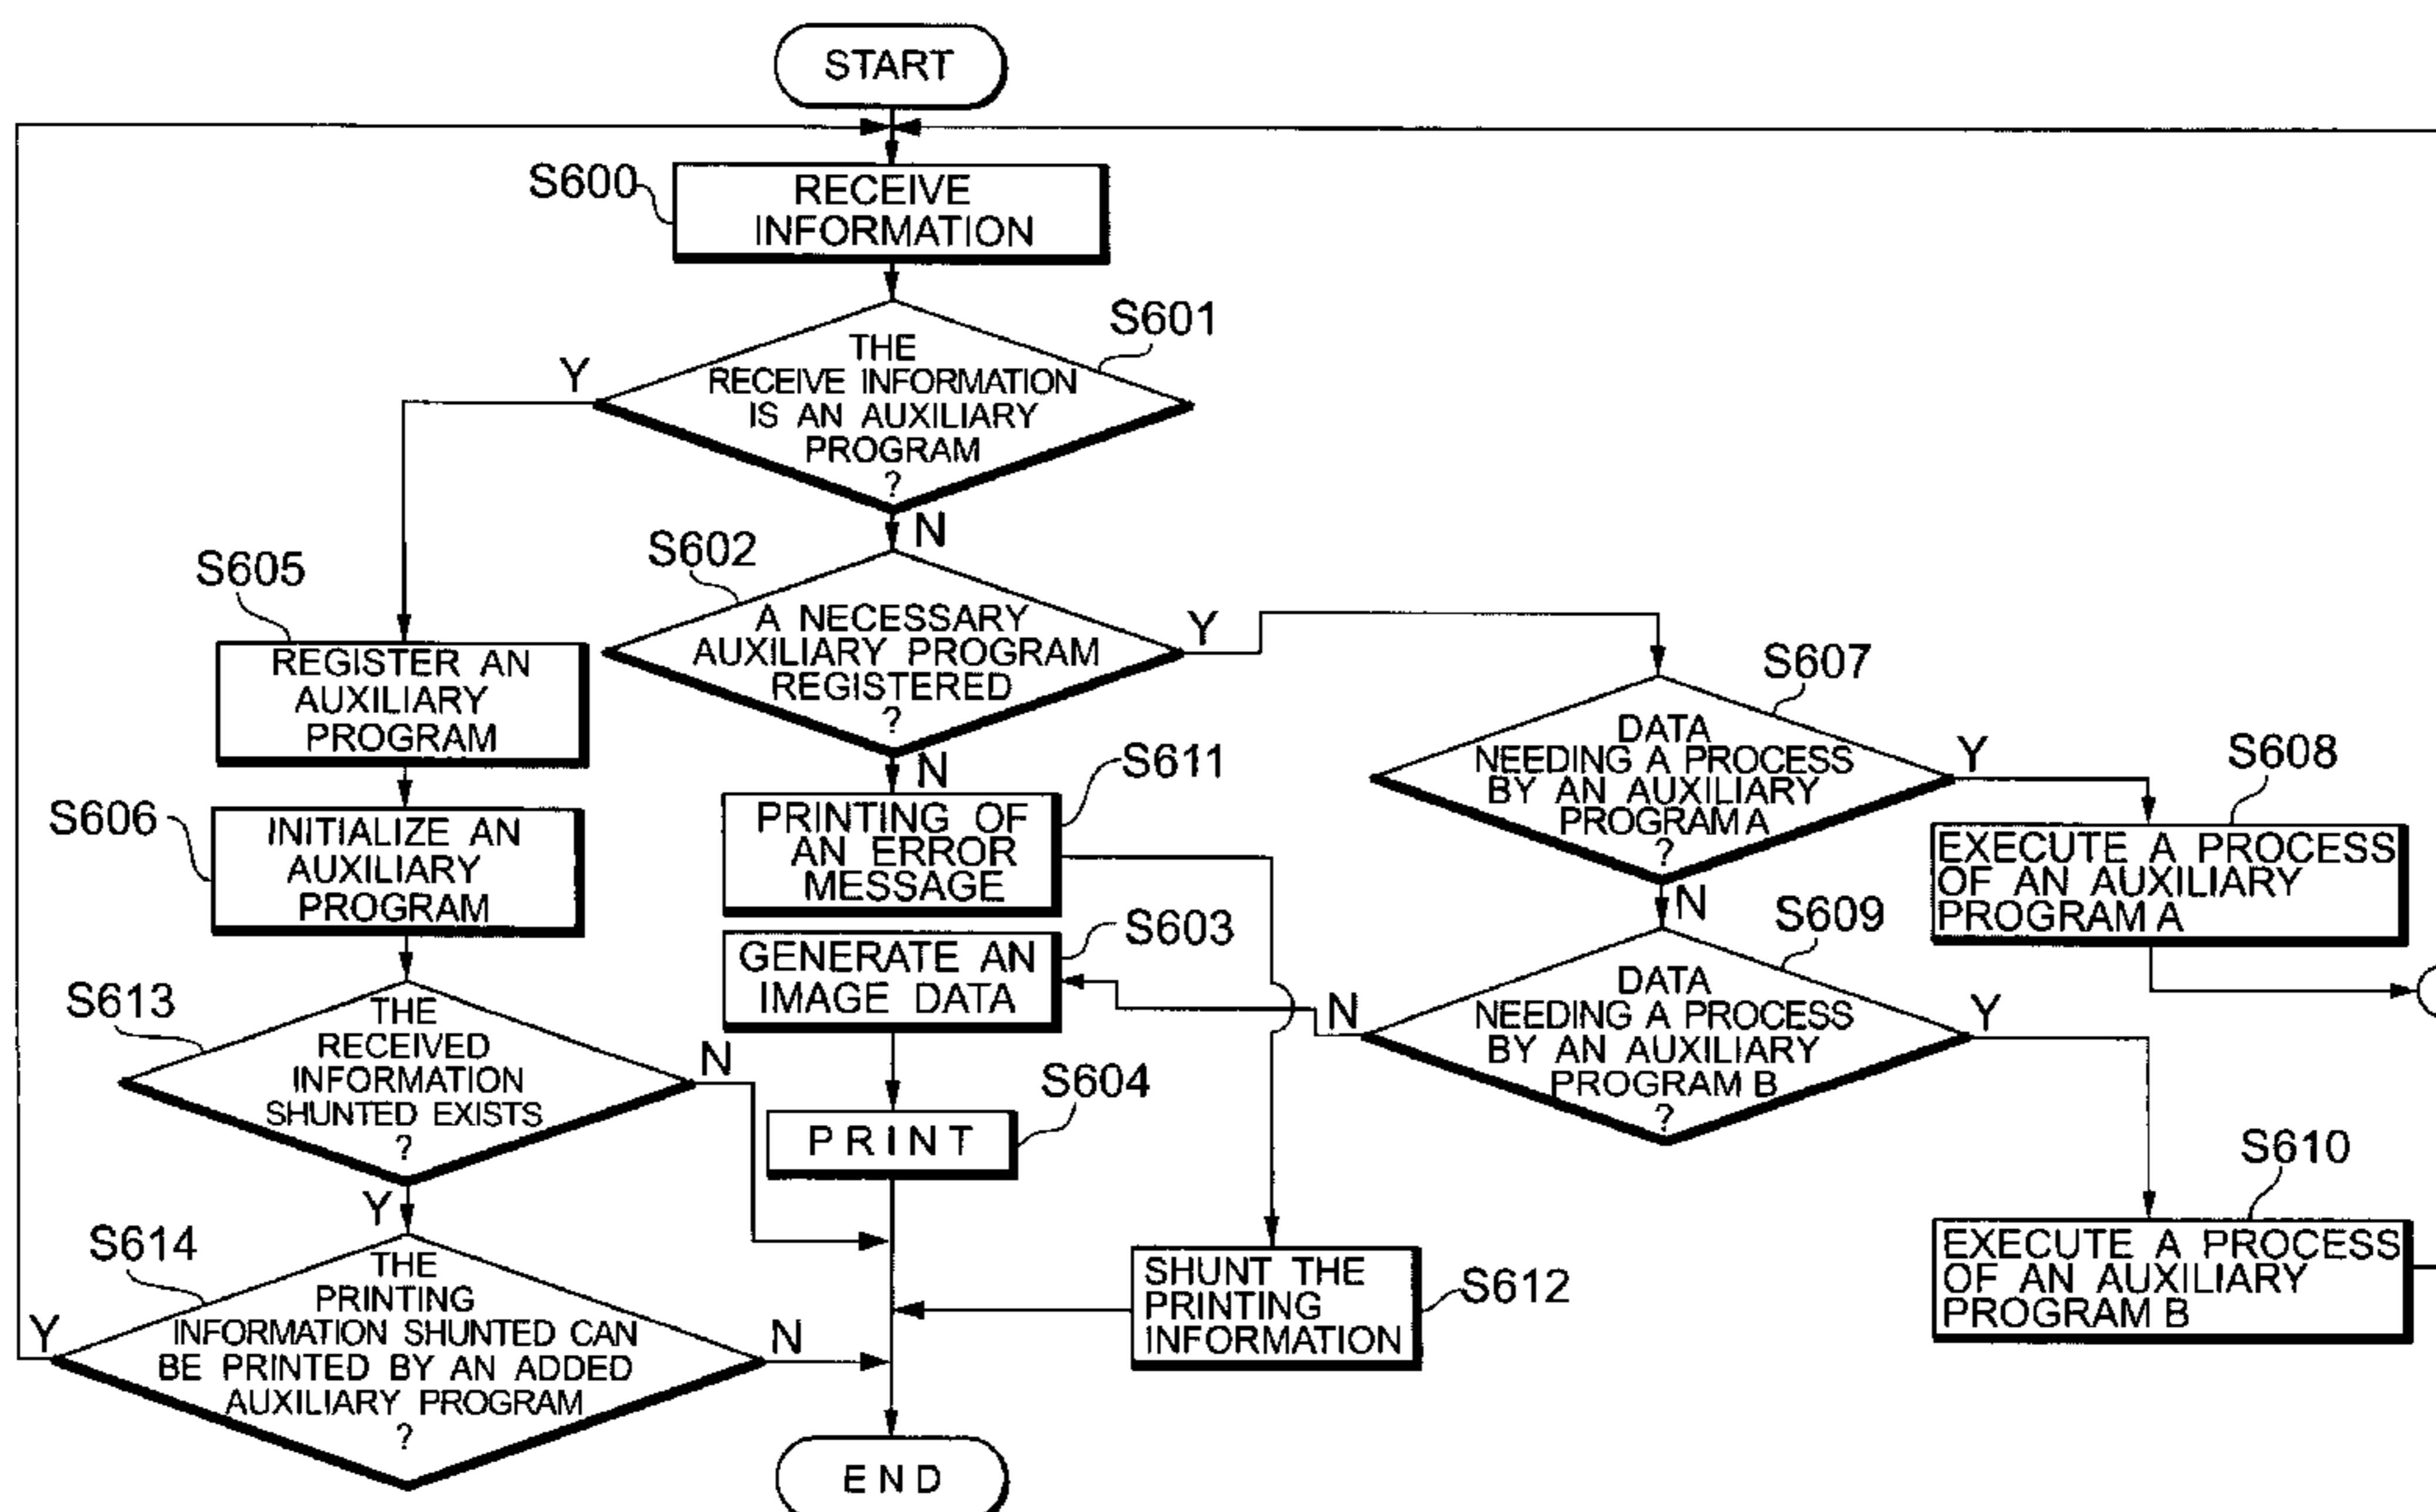 START
S600
RECEIVE
INFORMATION
S601
THE
RECEIVE INFORMATION
IS AN AUXILIARY
PROGRAM
?
Y
N
S602
A NECESSARY
AUXILIARY PROGRAM
REGISTERED
?
Y
N
S605
REGISTER AN
AUXILIARY
PROGRAM
S606
INITIALIZE AN
AUXILIARY
PROGRAM
S613
THE
RECEIVED
INFORMATION
SHUNTED EXISTS
?
N
Y
S614
THE
PRINTING
INFORMATION SHUNTED CAN
BE PRINTED BY AN ADDED
AUXILIARY PROGRAM
?
Y
N
S611
PRINTING OF
AN ERROR
MESSAGE
S603
GENERATE AN
IMAGE DATA
S604
PRINT
S612
SHUNT THE
PRINTING
INFORMATION
S607
DATA
NEEDING A PROCESS
BY AN AUXILIARY
PROGRAM A
?
Y
N
S608
EXECUTE A PROCESS
OF AN AUXILIARY
PROGRAM A
S609
DATA
NEEDING A PROCESS
BY AN AUXILIARY
PROGRAM B
?
N
Y
S610
EXECUTE A PROCESS
OF AN AUXILIARY
PROGRAM B
END